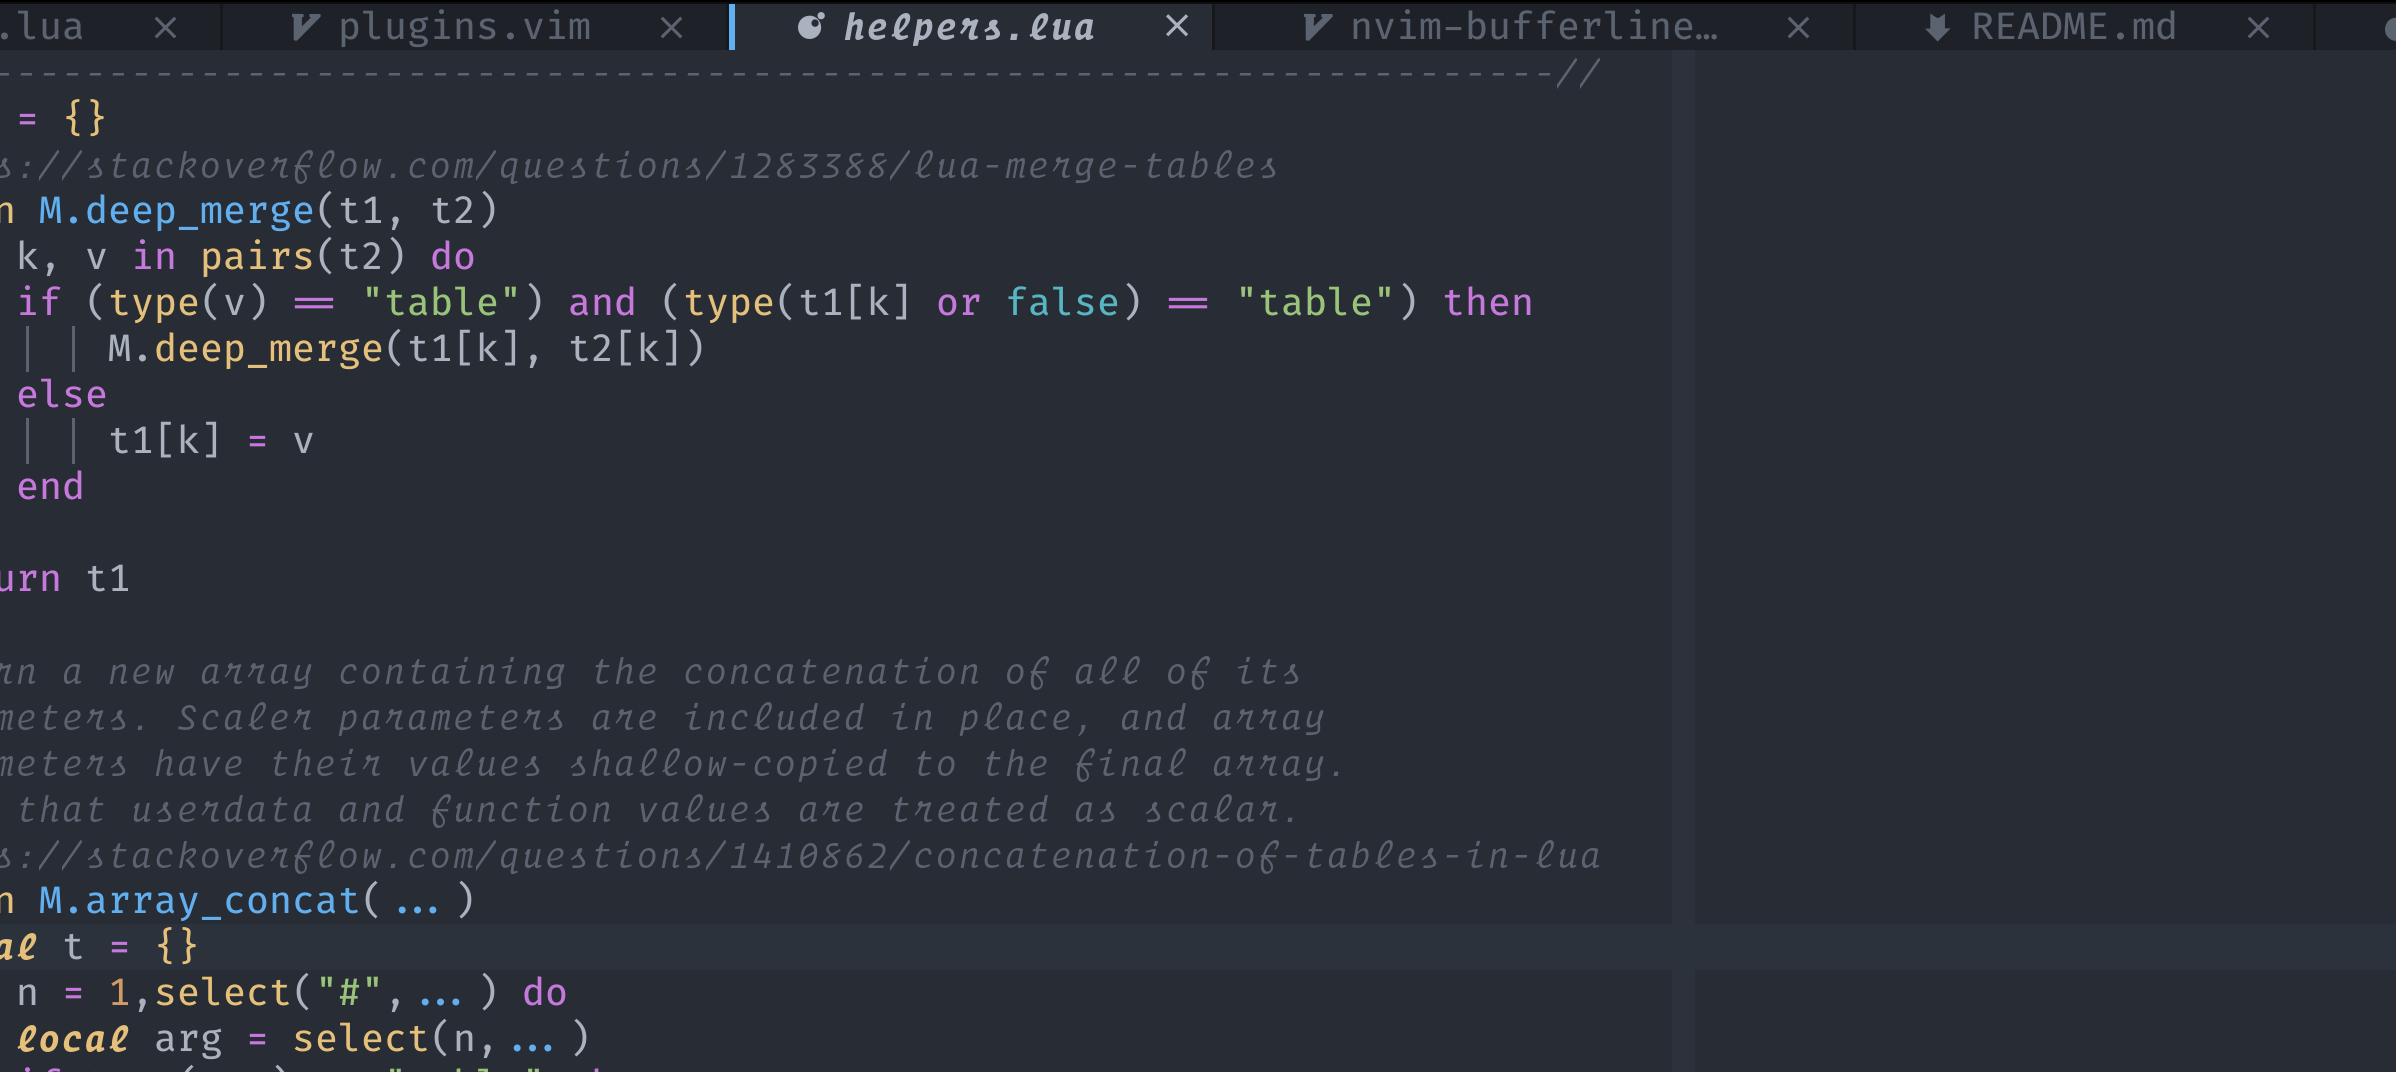 .lua × plugins.vim × helpers.lua × nvim-bufferline… × README.md ×
--------------------------------------------------------------------//
= {}
s://stackoverflow.com/questions/1283388/lua-merge-tables
n M.deep_merge(t1, t2)
k, v in pairs(t2) do
if (type(v) == "table") and (type(t1[k] or false) == "table") then
M.deep_merge(t1[k], t2[k])
else
t1[k] = v
end
urn t1
rn a new array containing the concatenation of all of its
meters. Scaler parameters are included in place, and array
meters have their values shallow-copied to the final array.
that userdata and function values are treated as scalar.
s://stackoverflow.com/questions/1410862/concatenation-of-tables-in-lua
n M.array_concat(...)
al t = {}
n = 1,select("#",...) do
local arg = select(n,...)